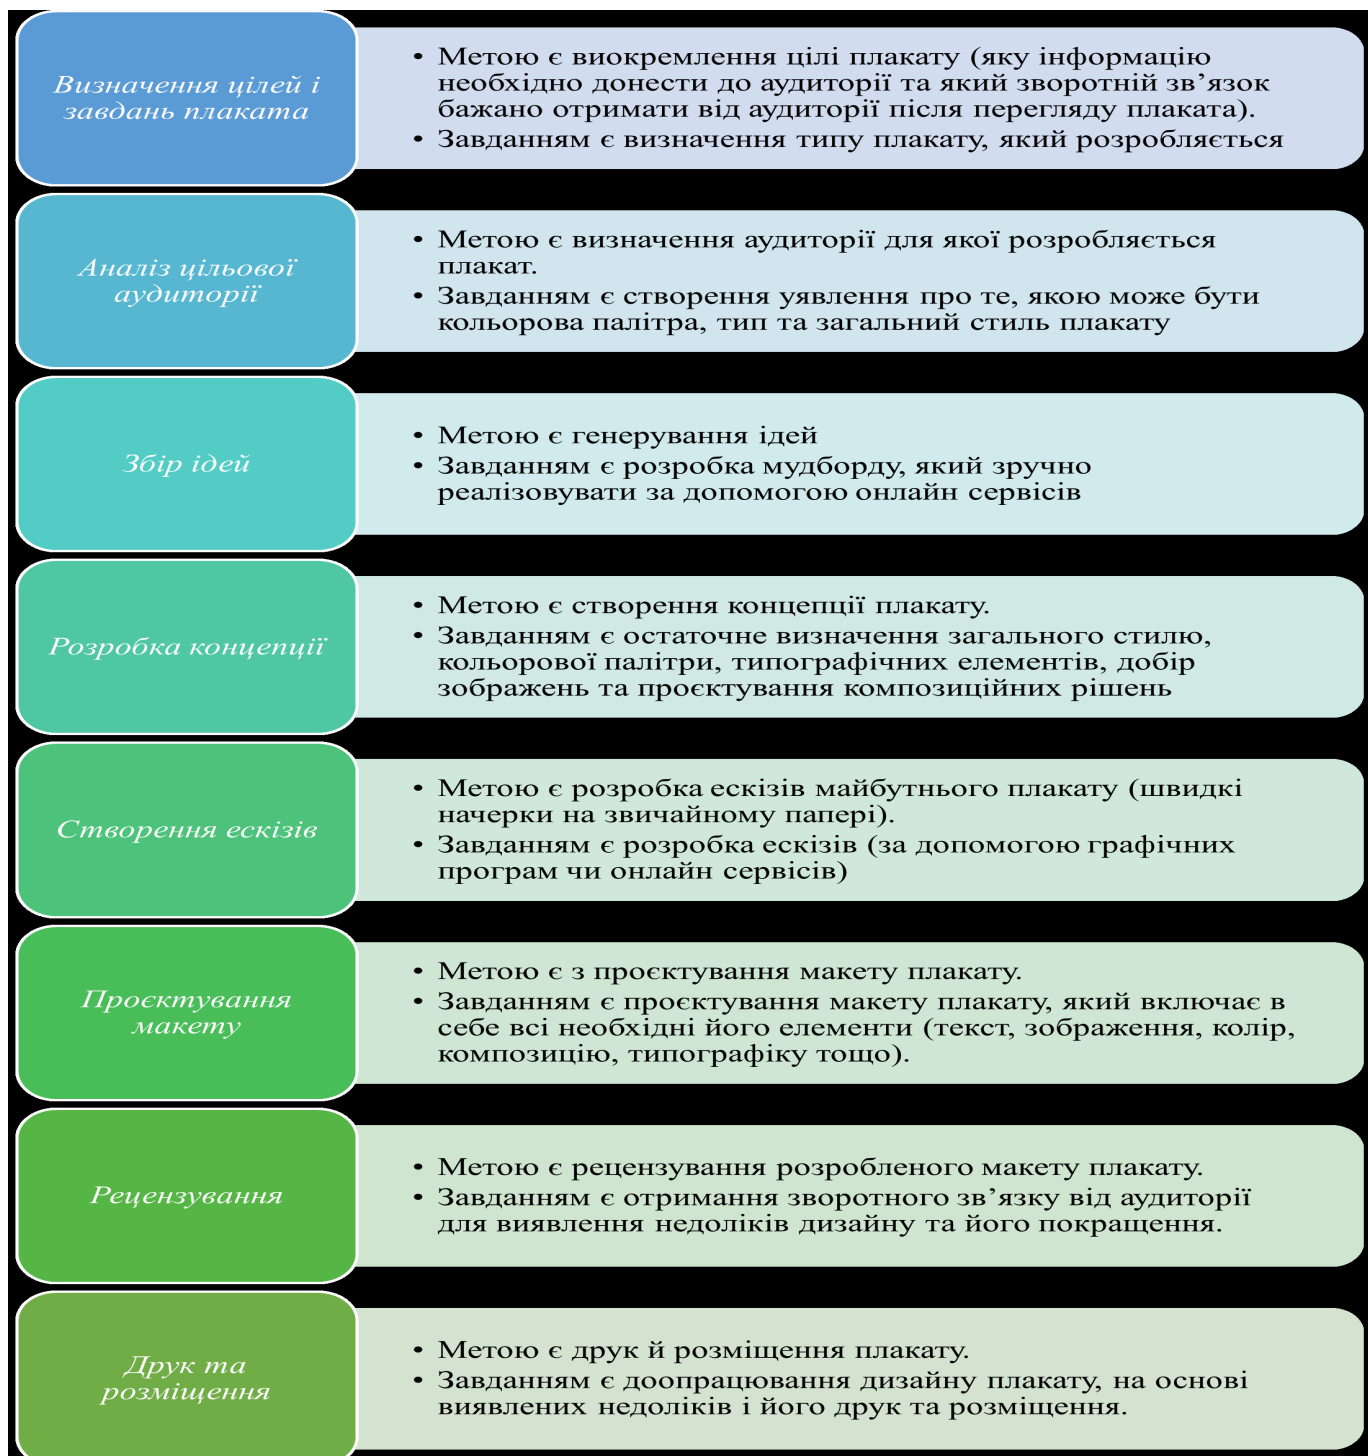 Визначення цілей і
завдань плаката
• Метою є виокремлення цілі плакату (яку інформацію
необхідно донести до аудиторії та який зворотній зв’язок
бажано отримати від аудиторії після перегляду плаката).
• Завданням є визначення типу плакату, який розробляється
Аналіз цільової
аудиторії
• Метою є визначення аудиторії для якої розробляється
плакат.
• Завданням є створення уявлення про те, якою може бути
кольорова палітра, тип та загальний стиль плакату
Збір ідей
• Метою є генерування ідей
• Завданням є розробка мудборду, який зручно
реалізовувати за допомогою онлайн сервісів
Розробка концепції
• Метою є створення концепції плакату.
• Завданням є остаточне визначення загального стилю,
кольорової палітри, типографічних елементів, добір
зображень та проєктування композиційних рішень
Створення ескізів
• Метою є розробка ескізів майбутнього плакату (швидкі
начерки на звичайному папері).
• Завданням є розробка ескізів (за допомогою графічних
програм чи онлайн сервісів)
Проєктування
макету
• Метою є з проєктування макету плакату.
• Завданням є проєктування макету плакату, який включає в
себе всі необхідні його елементи (текст, зображення, колір,
композицію, типографіку тощо).
Рецензування
• Метою є рецензування розробленого макету плакату.
• Завданням є отримання зворотного зв’язку від аудиторії
для виявлення недоліків дизайну та його покращення.
Друк та
розміщення
• Метою є друк й розміщення плакату.
• Завданням є доопрацювання дизайну плакату, на основі
виявлених недоліків і його друк та розміщення.